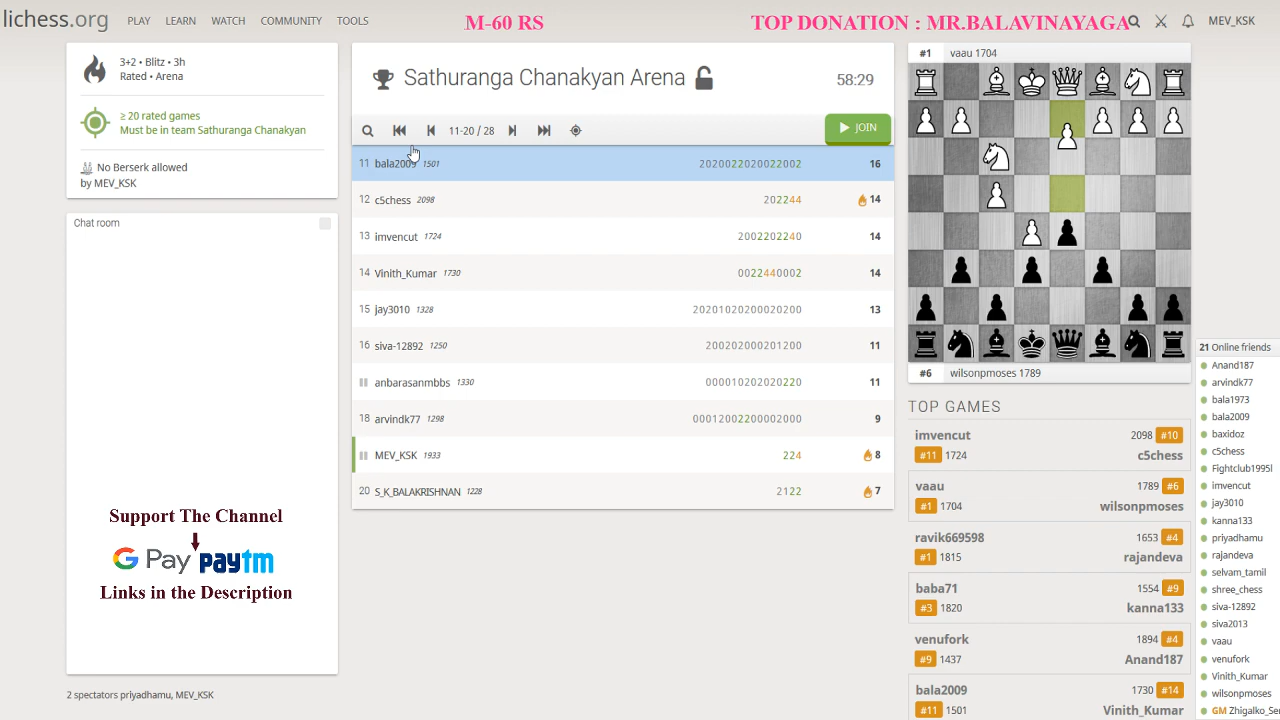 lichess.org PLAY LEARN WATCH COMMUNITY TOOLS M-60 RS TOP DONATION : MR.BALAVINAYAGA MEV_KSK
3+2 • Blitz • 3h
Rated • Arena
≥ 20 rated games
Must be in team Sathuranga Chanakyan
No Berserk allowed
by MEV_KSK
Chat room
Support The Channel
G Pay paytm
Links in the Description
2 spectators priyadhamu, MEV_KSK
Sathuranga Chanakyan Arena 58:29
11-20 / 28 JOIN
11 bala2009 1501 20200022020022002 16
12 c5chess 2098 202244 14
13 imvencut 1724 2002202240 14
14 Vinith_Kumar 1730 0022440002 14
15 jay3010 1328 20201020200020200 13
16 siva-12892 1250 200202000201200 11
anbarasanmbbs 1330 000010202020220 11
18 arvindk77 1298 00012002200002000 9
MEV_KSK 1933 224 8
20 S_K_BALAKRISHNAN 1228 2122 7
#1 vaau 1704
#6 wilsonpmoses 1789
TOP GAMES
imvencut 2098 #10
#11 1724 c5chess
vaau 1789 #6
#1 1704 wilsonpmoses
ravik669598 1653 #4
#1 1815 rajandeva
baba71 1554 #9
#3 1820 kanna133
venufork 1894 #4
#9 1437 Anand187
bala2009 1730 #14
#11 1501 Vinith_Kumar
21 Online friends
Anand187
arvindk77
bala1973
bala2009
baxidoz
c5chess
Fightclub1995l
imvencut
jay3010
kanna133
priyadhamu
rajandeva
selvam_tamil
shree_chess
siva-12892
siva2013
vaau
venufork
Vinith_Kumar
wilsonpmoses
GM Zhigalko_Se